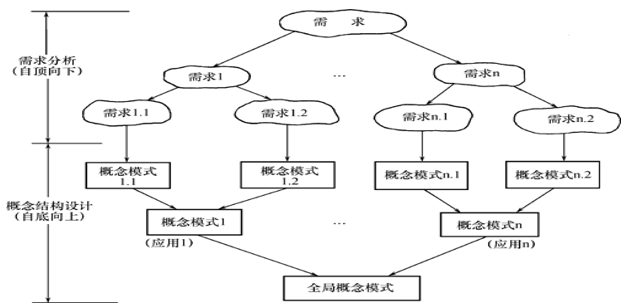 需 求
需求分析
(自顶向下)
需求1
...
需求n
需求1.1
需求1.2
需求n.1
需求n.2
概念模式
1.1
概念模式
1.2
概念模式n.1
概念模式n.2
概念结构设计
(自底向上)
概念模式1
...
概念模式n
(应用1)
(应用n)
全局概念模式